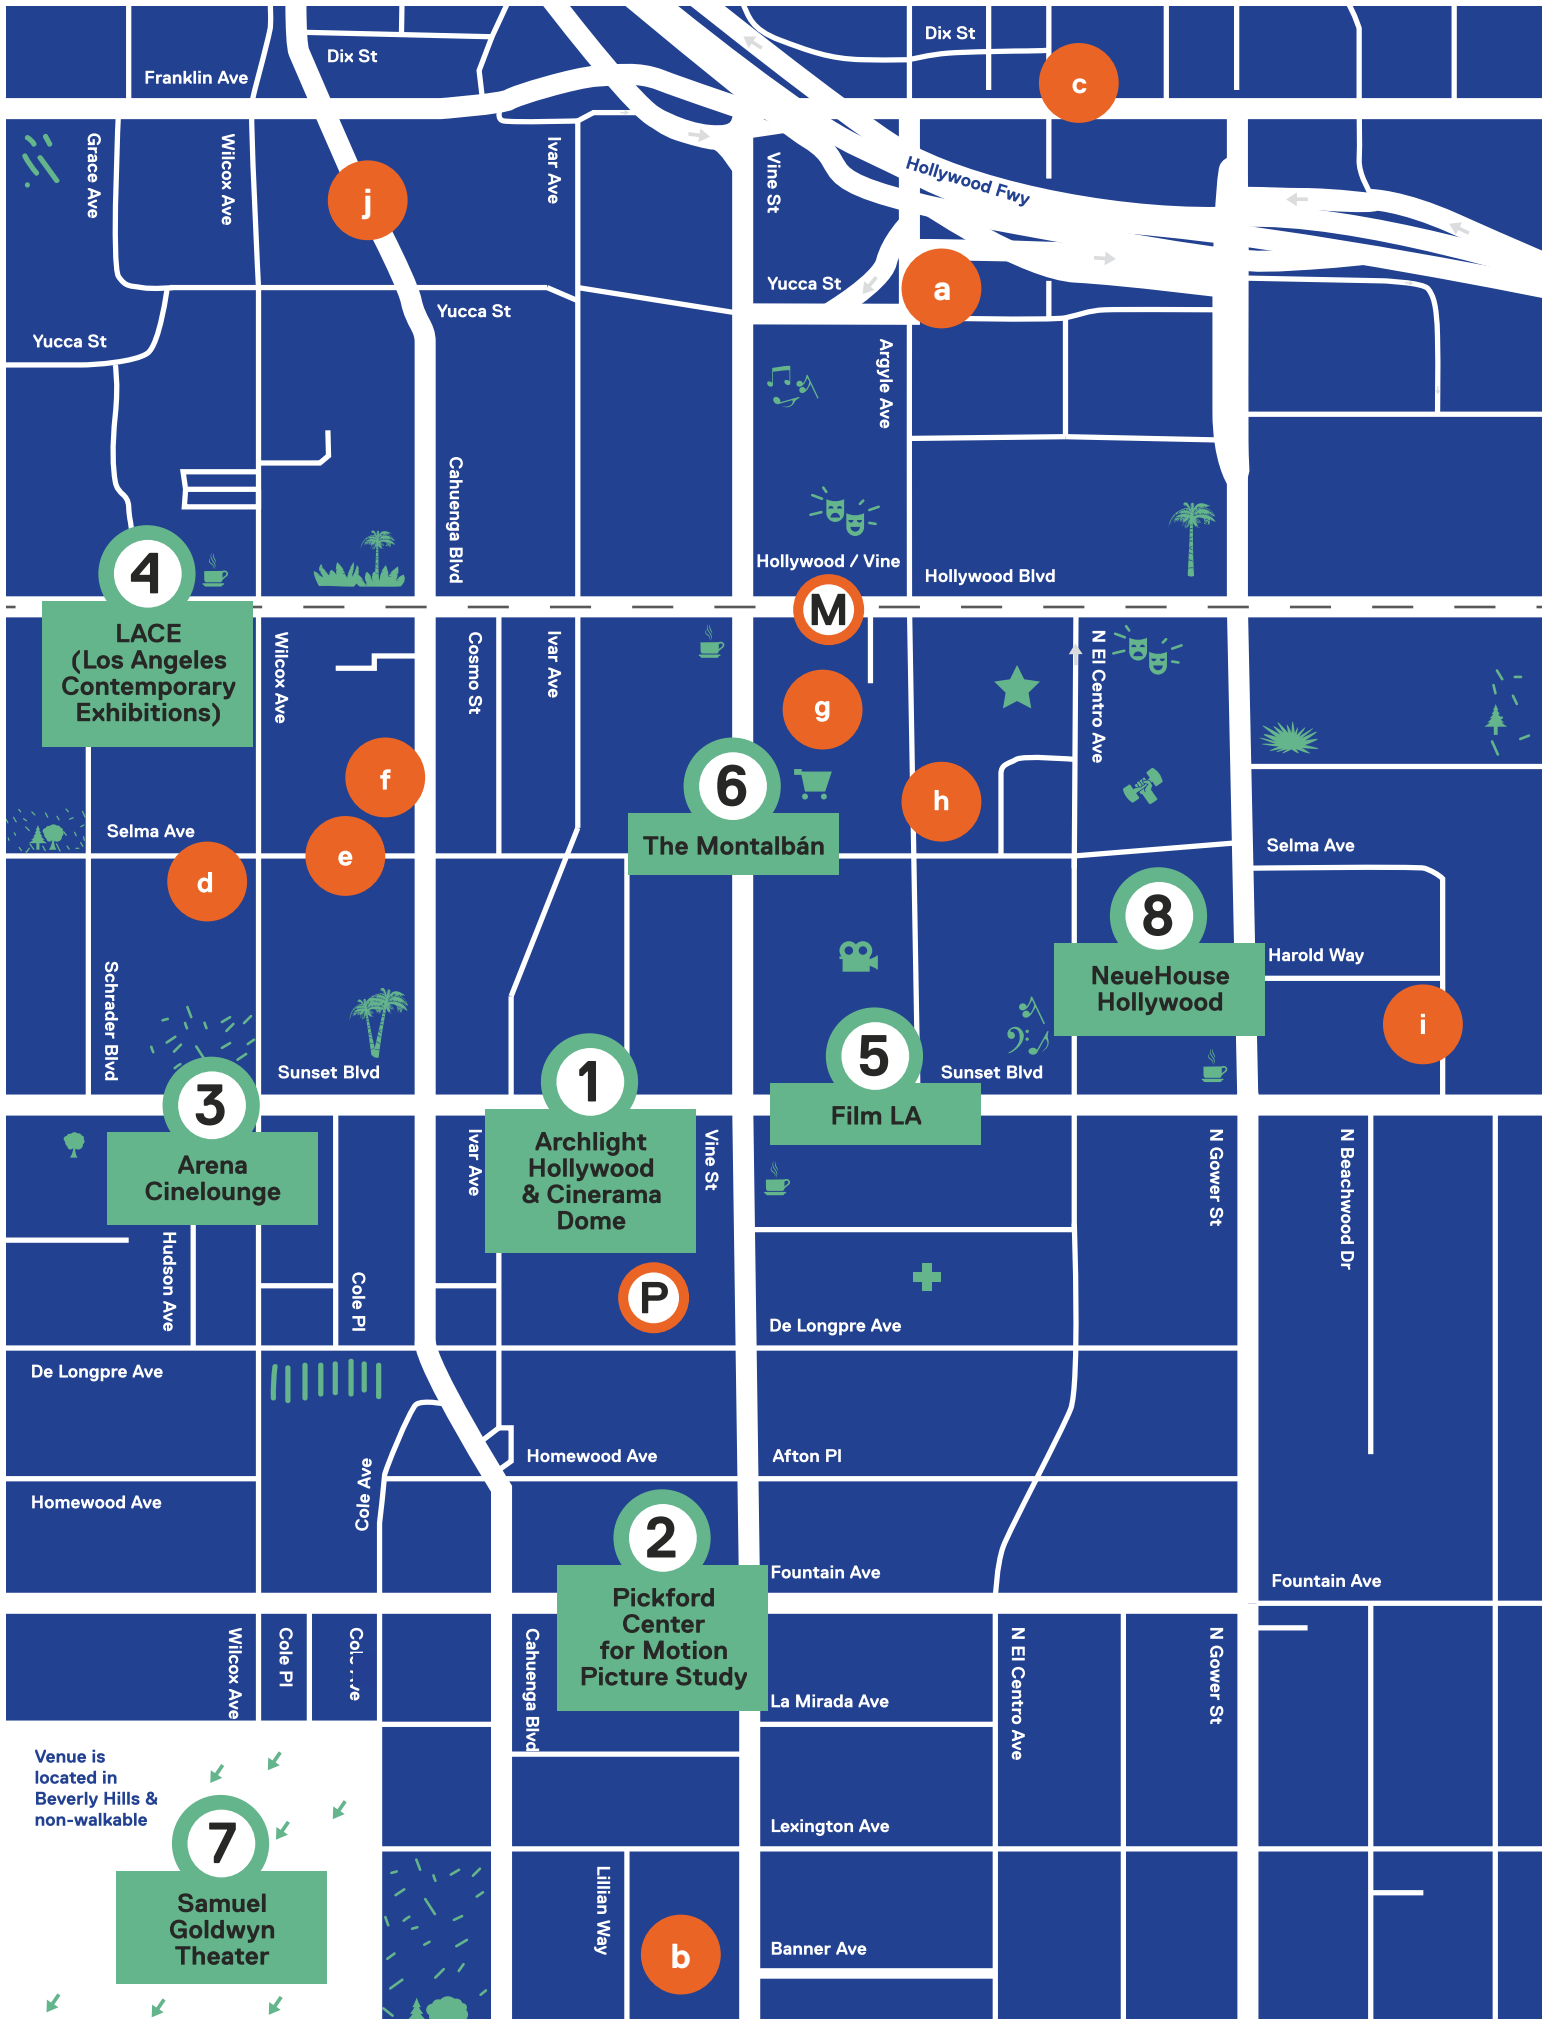 Dix St
Dix St
Franklin Ave
c
Grace Ave
Wilcox Ave
Ivar Ave
Vine St
Hollywood Fwy
j
Yucca St
a
Yucca St
Yucca St
Argyle Ave
Cahuenga Blvd
Hollywood / Vine
Hollywood Blvd
4
LACE
(Los Angeles
Contemporary
Exhibitions)
M
Wilcox Ave
Cosmo St
Ivar Ave
N El Centro Ave
g
f
6
The Montalbán
h
Selma Ave
Selma Ave
d
e
8
NeueHouse
Hollywood
Harold Way
Schrader Blvd
i
5
Film LA
Sunset Blvd
Sunset Blvd
3
Arena
Cinelounge
1
Archlight
Hollywood
& Cinerama
Dome
Ivar Ave
Vine St
N Gower St
N Beachwood Dr
Hudson Ave
Cole Pl
P
De Longpre Ave
De Longpre Ave
Cole Ave
Homewood Ave
Afton Pl
Homewood Ave
2
Pickford
Center
for Motion
Picture Study
Fountain Ave
Fountain Ave
Wilcox Ave
Cole Pl
Cahuenga Blvd
N El Centro Ave
N Gower St
La Mirada Ave
Venue is
located in
Beverly Hills &
non-walkable
7
Samuel
Goldwyn
Theater
Lexington Ave
Lillian Way
b
Banner Ave